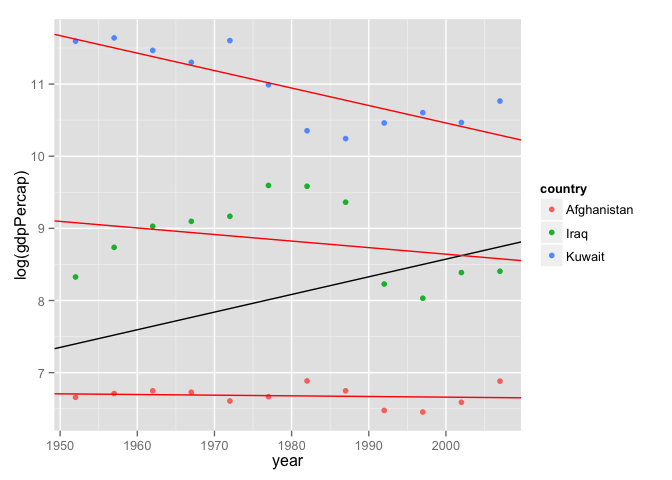 log(gdpPercap)
11
10
9
8
7
1950 1960 1970 1980 1990 2000
year
country
Afghanistan
Iraq
Kuwait